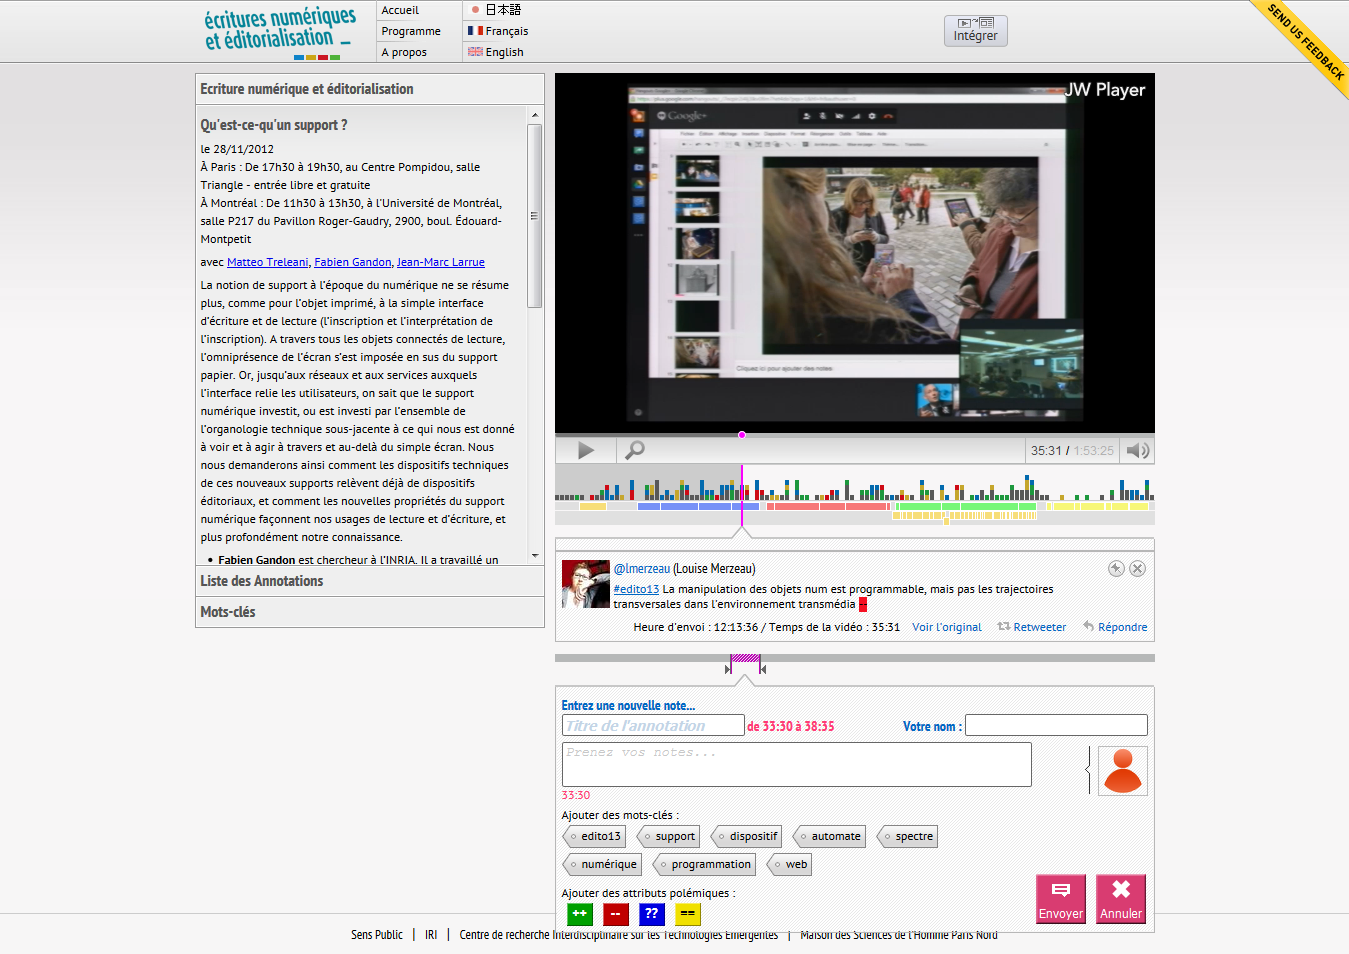 écritures numériques
et éditorialisation _
Accueil
Programme
A propos
日本語
Français
English
Intégrer
SEND US FEEDBACK
Ecriture numérique et éditorialisation
Qu'est-ce-qu'un support ?
le 28/11/2012
À Paris : De 17h30 à 19h30, au Centre Pompidou, salle
Triangle - entrée libre et gratuite
À Montréal : De 11h30 à 13h30, à l'Université de Montréal,
salle P217 du Pavillon Roger-Gaudry, 2900, boul. Édouard-
Montpetit
avec Matteo Treleani, Fabien Gandon, Jean-Marc Larrue
La notion de support à l'époque du numérique ne se résume
plus, comme pour l'objet imprimé, à la simple interface
d'écriture et de lecture (l'inscription et l'interprétation de
l'inscription). A travers tous les objets connectés de lecture,
l'omniprésence de l'écran s'est imposée en sus du support
papier. Or, jusqu'aux réseaux et aux services auxquels
l'interface relie les utilisateurs, on sait que le support
numérique investit, ou est investi par l'ensemble de
l'organologie technique sous-jacente à ce qui nous est donné
à voir et à agir à travers et au-delà du simple écran. Nous
nous demanderons ainsi comment les dispositifs techniques
de ces nouveaux supports relèvent déjà de dispositifs
éditoriaux, et comment les nouvelles propriétés du support
numérique façonnent nos usages de lecture et d'écriture, et
plus profondément notre connaissance.
• Fabien Gandon est chercheur à l'INRIA. Il a travaillé un
Liste des Annotations
Mots-clés
JW Player
Google+
Cliquez ici pour ajouter des notes
35:31 / 1:53:25
@lmerzeau (Louise Merzeau)
#edito13 La manipulation des objets num est programmable, mais pas les trajectoires
transversales dans l'environnement transmédia --
Heure d'envoi : 12:13:36 / Temps de la vidéo : 35:31 Voir l'original Retweeter Répondre
Entrez une nouvelle note...
Titre de l'annotation de 33:30 à 38:35 Votre nom :
Prenez vos notes...
33:30
Ajouter des mots-clés :
edito13 support dispositif automate spectre
numérique programmation web
Ajouter des attributs polémiques :
++ -- ?? ==
Envoyer Annuler
Sens Public | IRI | Centre de recherche Interdisciplinaire sur les Technologies Emergentes | Maison des Sciences de l'Homme Paris Nord